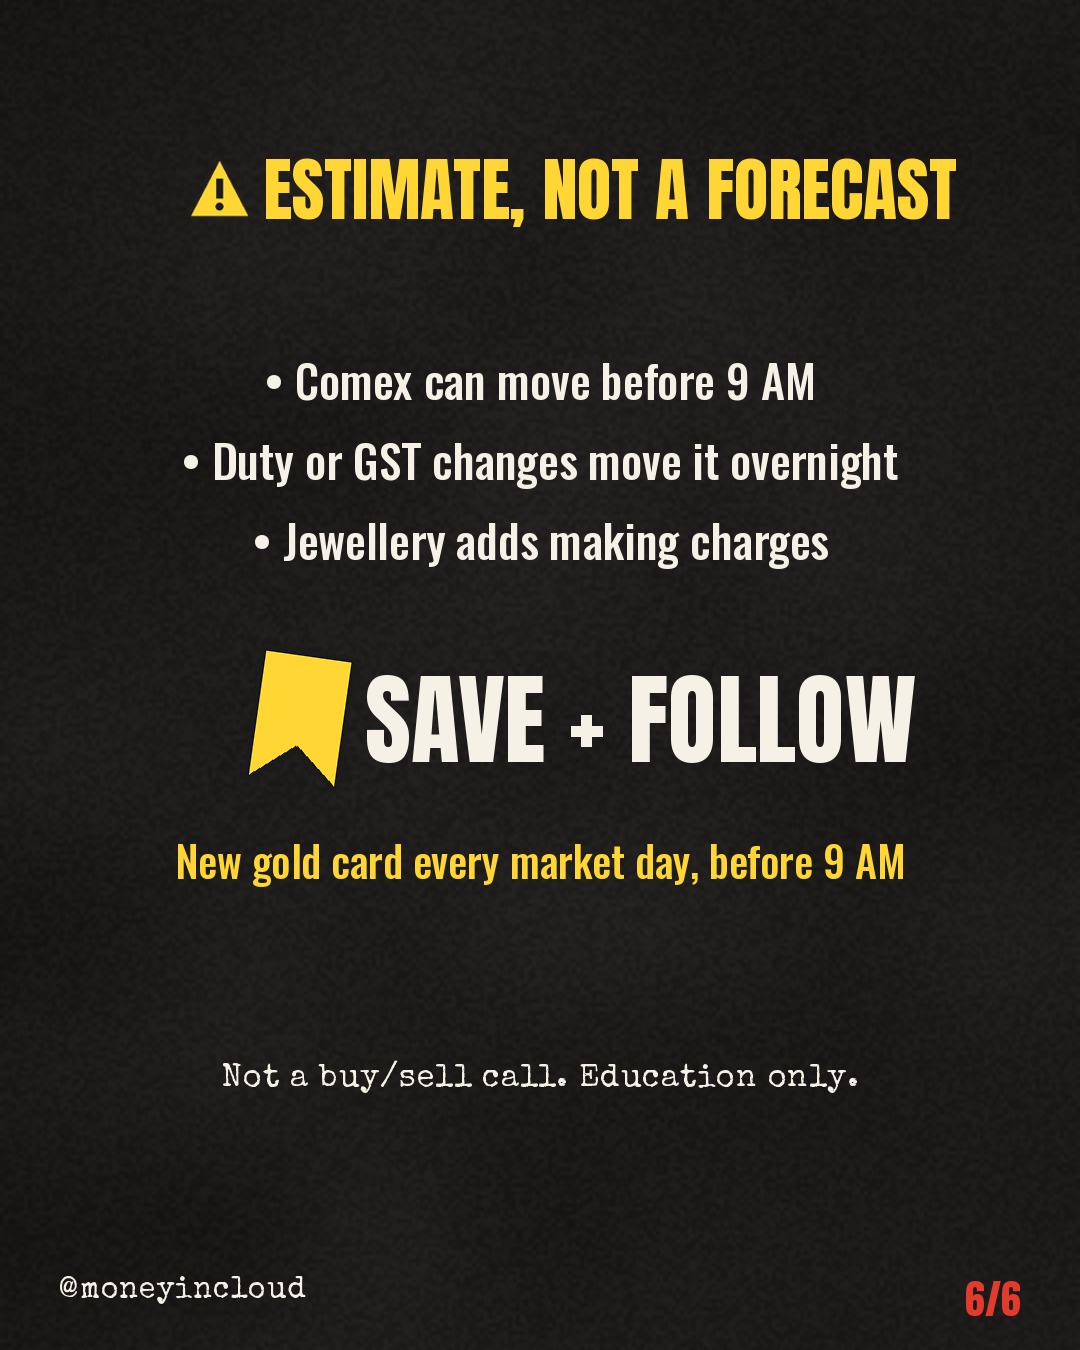 ⚠ ESTIMATE, NOT A FORECAST
• Comex can move before 9 AM
• Duty or GST changes move it overnight
• Jewellery adds making charges
SAVE + FOLLOW
New gold card every market day, before 9 AM
Not a buy/sell call. Education only.
@moneyincloud
6/6